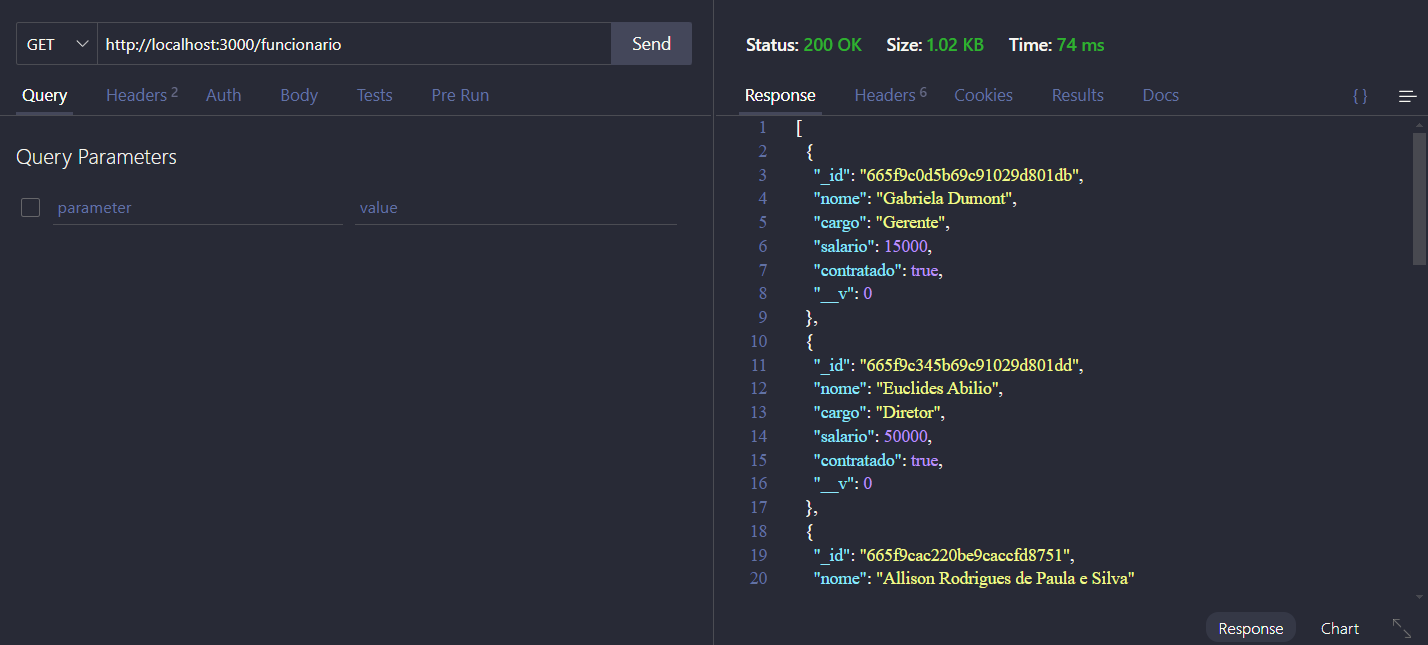 GET http://localhost:3000/funcionario Send
Query Headers 2 Auth Body Tests Pre Run
Query Parameters
parameter value
Status: 200 OK Size: 1.02 KB Time: 74 ms
Response Headers 6 Cookies Results Docs { }
1 [
2 {
3 "_id": "665f9c0d5b69c91029d801db",
4 "nome": "Gabriela Dumont",
5 "cargo": "Gerente",
6 "salario": 15000,
7 "contratado": true,
8 "__v": 0
9 },
10 {
11 "_id": "665f9c345b69c91029d801dd",
12 "nome": "Euclides Abilio",
13 "cargo": "Diretor",
14 "salario": 50000,
15 "contratado": true,
16 "__v": 0
17 },
18 {
19 "_id": "665f9cac220be9caccfd8751",
20 "nome": "Allison Rodrigues de Paula e Silva"
Response Chart